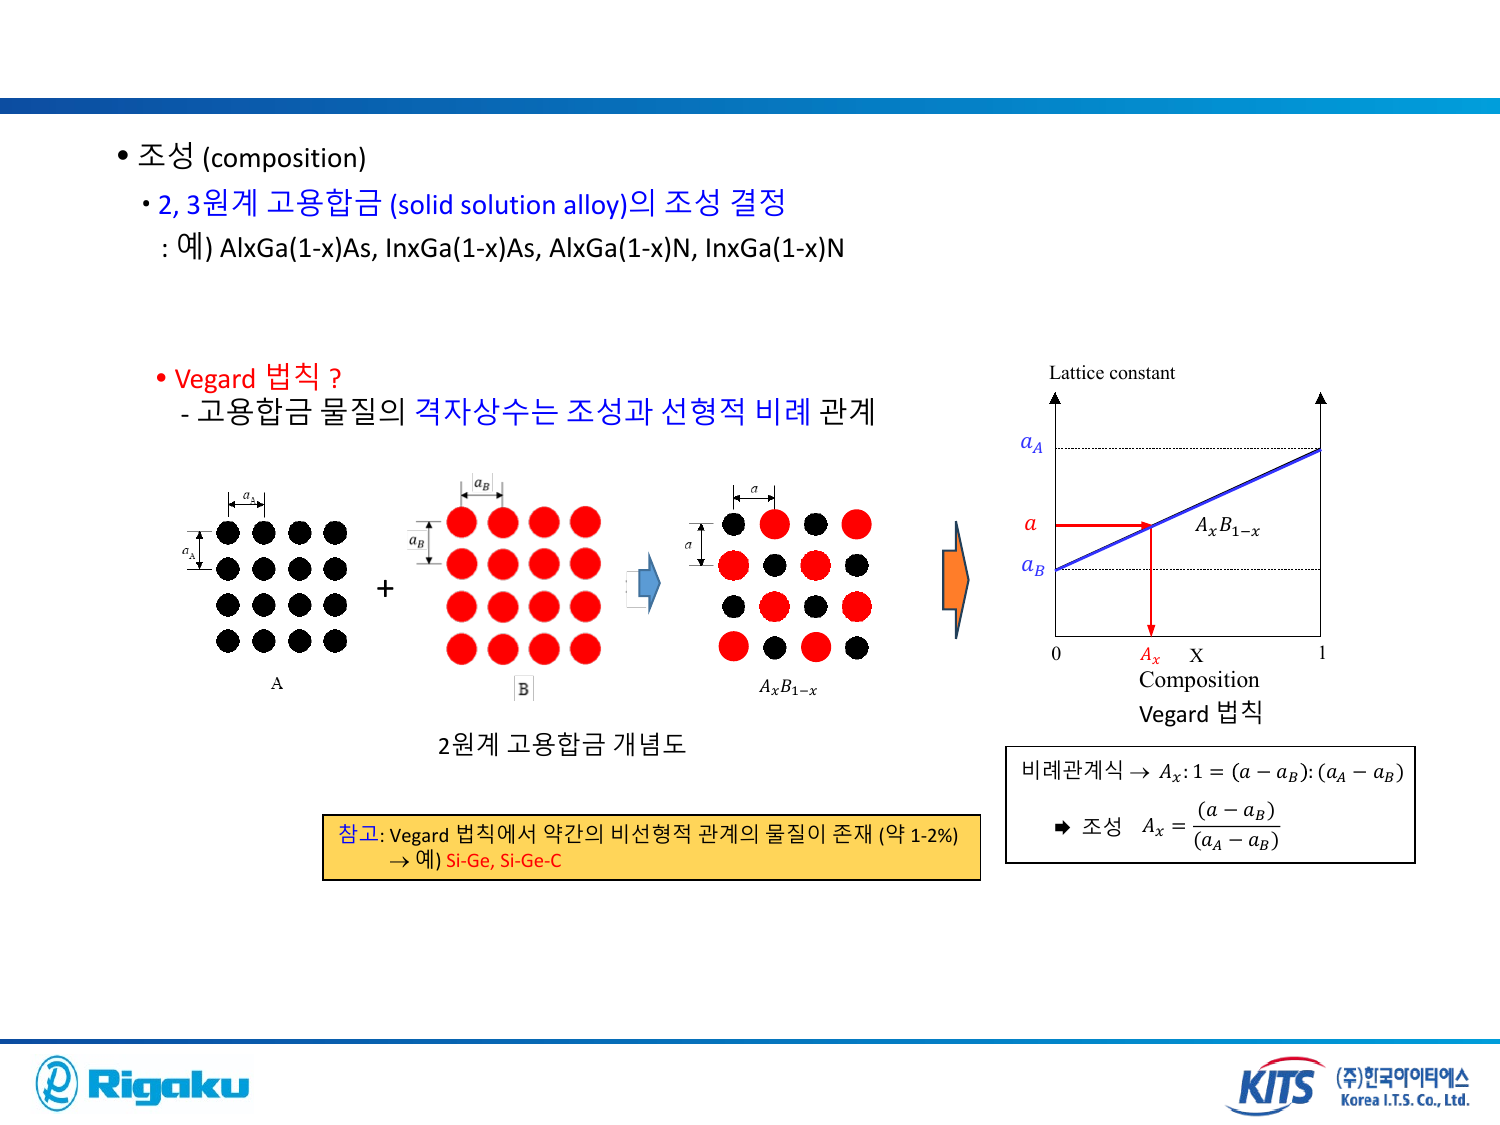 • 조성 (composition)
• 2, 3원계 고용합금 (solid solution alloy)의 조성 결정
: 예) AlxGa(1-x)As, InxGa(1-x)As, AlxGa(1-x)N, InxGa(1-x)N
• Vegard 법칙 ?
- 고용합금 물질의 격자상수는 조성과 선형적 비례 관계
a_A
a_A
A
+
a_B
a_B
B
a
a
A_xB_{1−x}
2원계 고용합금 개념도
Lattice constant
a_A
a
a_B
A_xB_{1−x}
0 A_x X 1
Composition
Vegard 법칙
비례관계식 → A_x: 1 = (a − a_B): (a_A − a_B)
🡆 조성 A_x = (a − a_B) / (a_A − a_B)
참고: Vegard 법칙에서 약간의 비선형적 관계의 물질이 존재 (약 1-2%)
→ 예) Si-Ge, Si-Ge-C
Rigaku
KITS (주)한국아이티에스
Korea I.T.S. Co., Ltd.